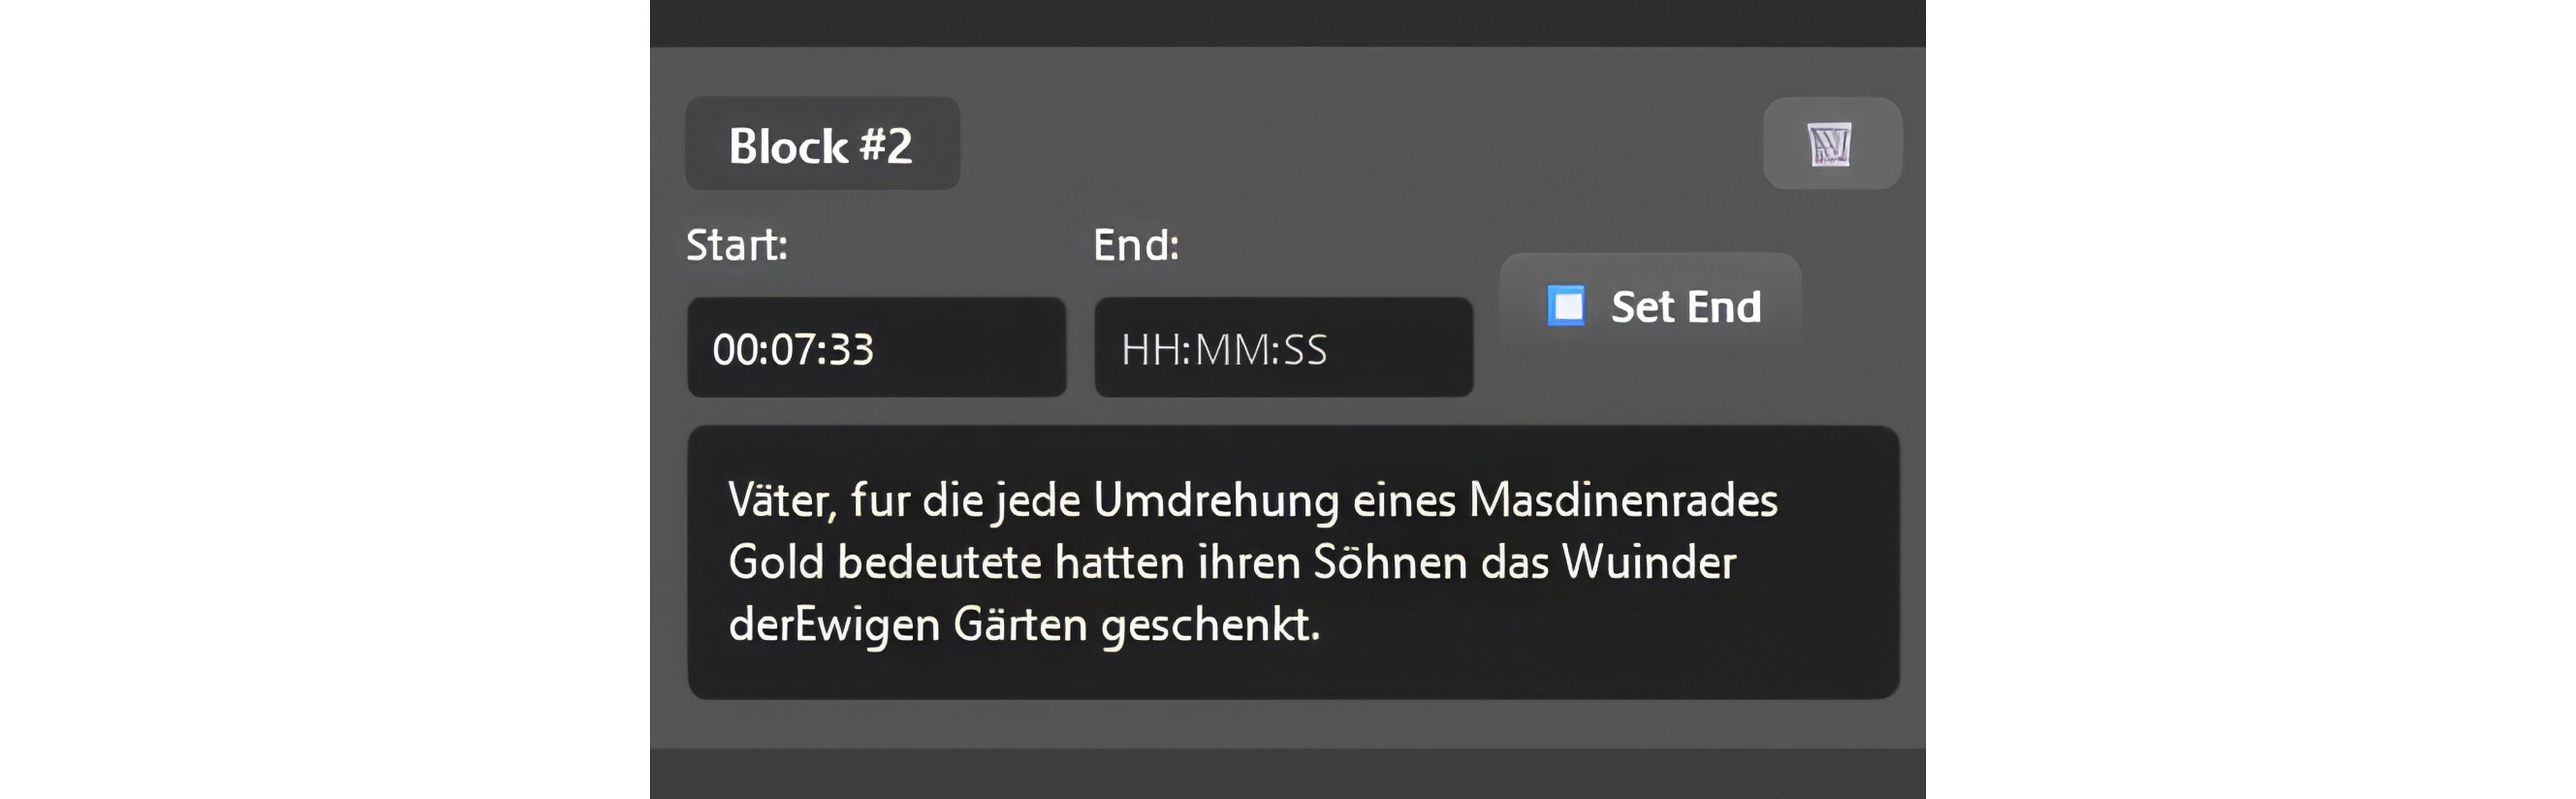 Block #2
Start:
End:
Set End
00:07:33
HH:MM:SS
Väter, fur die jede Umdrehung eines Masdinenrades
Gold bedeutete hatten ihren Söhnen das Wuinder
derEwigen Gärten geschenkt.